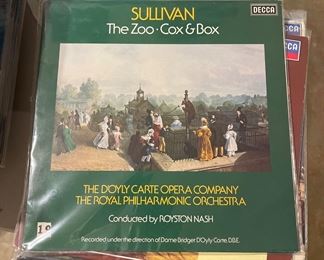 SULLIVAN
DECCA
The Zoo · Cox & Box
THE D'OYLY CARTE OPERA COMPANY
THE ROYAL PHILHARMONIC ORCHESTRA
Conducted by ROYSTON NASH
Recorded under the direction of Dame Bridget D'Oyly Carte, D.B.E.
DECCA